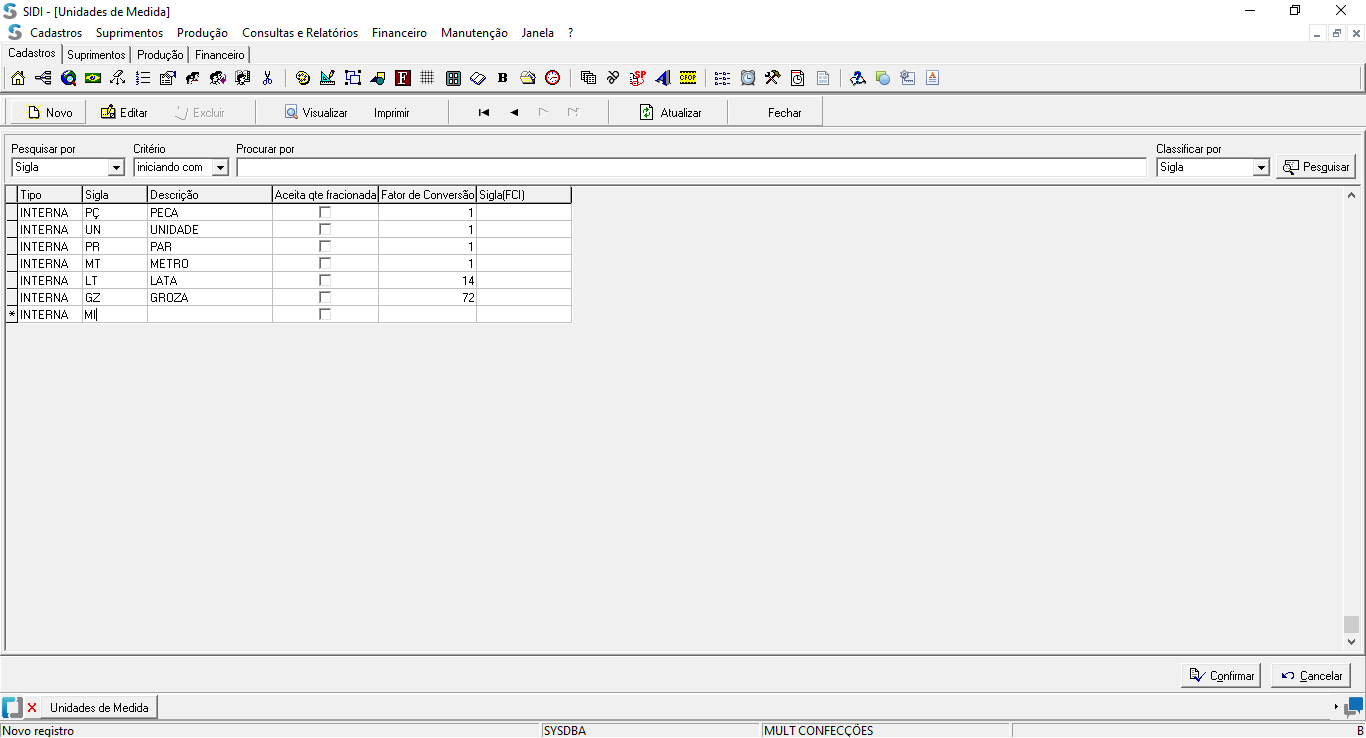 SIDI - [Unidades de Medida]
Cadastros Suprimentos Produção Consultas e Relatórios Financeiro Manutenção Janela ?
Cadastros Suprimentos Produção Financeiro
F B SP CFOP A
Novo Editar Excluir Visualizar Imprimir Atualizar Fechar
Pesquisar por Critério Procurar por Classificar por
Sigla iniciando com Sigla Pesquisar
Tipo Sigla Descrição Aceita qte fracionada Fator de Conversão Sigla(FCI)
INTERNA PÇ PECA 1
INTERNA UN UNIDADE 1
INTERNA PR PAR 1
INTERNA MT METRO 1
INTERNA LT LATA 14
INTERNA GZ GROZA 72
* INTERNA MI
Confirmar Cancelar
Unidades de Medida
Novo registro SYSDBA MULT CONFECÇÕES B